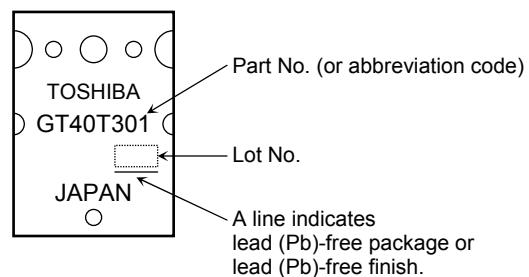 TOSHIBA
GT40T301
JAPAN
Part No. (or abbreviation code)
Lot No.
A line indicates
lead (Pb)-free package or
lead (Pb)-free finish.